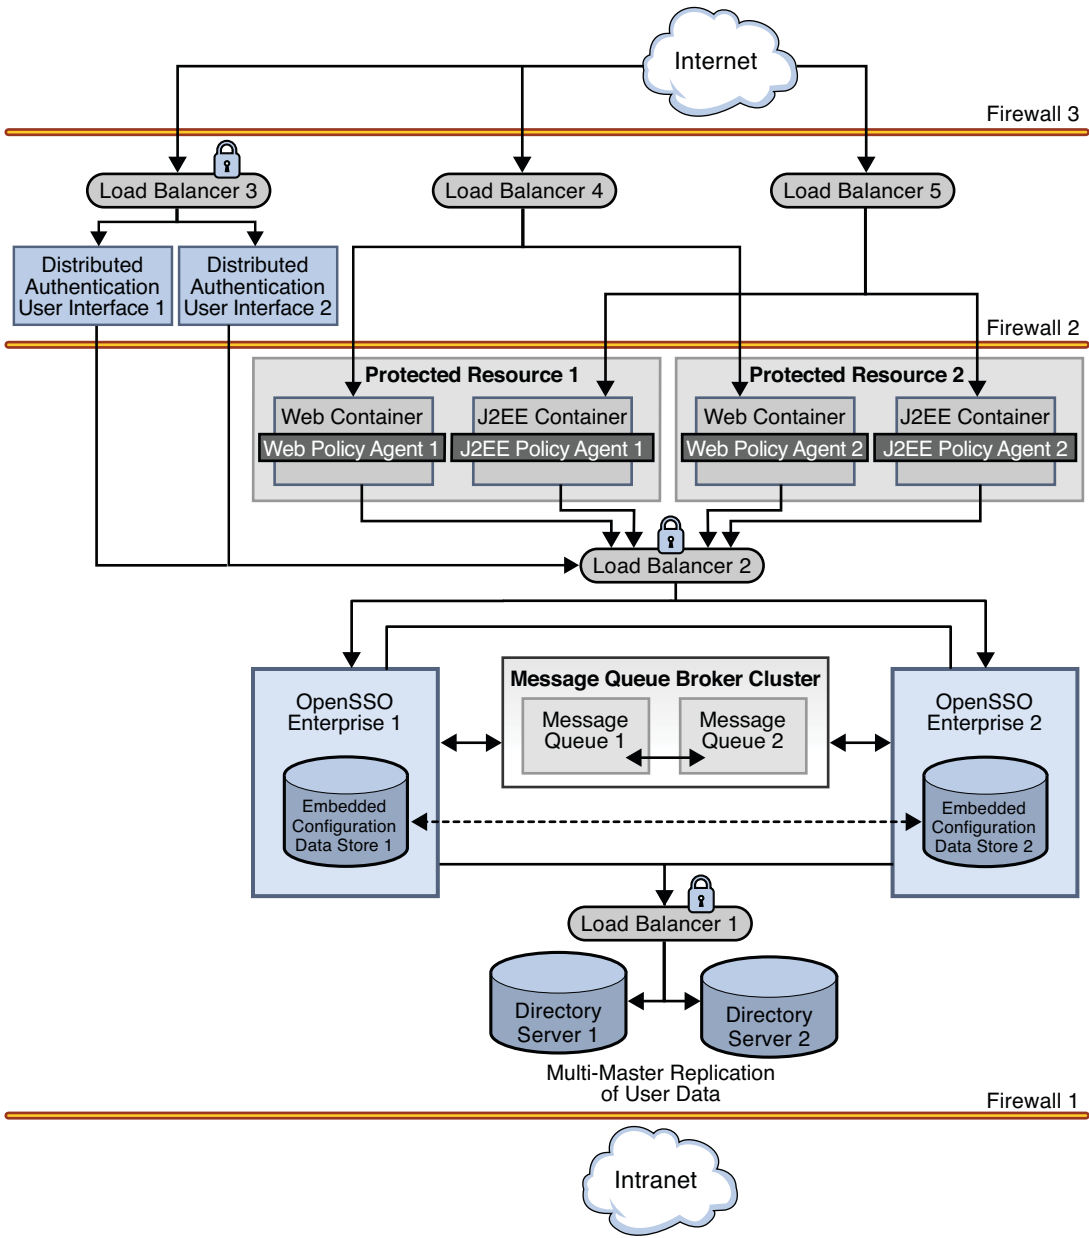 Internet
Firewall 3
Load Balancer 3
Load Balancer 4
Load Balancer 5
Distributed
Authentication
User Interface 1
Distributed
Authentication
User Interface 2
Firewall 2
Protected Resource 1
Protected Resource 2
Web Container
J2EE Container
Web Container
J2EE Container
Web Policy Agent 1
J2EE Policy Agent 1
Web Policy Agent 2
J2EE Policy Agent 2
Load Balancer 2
OpenSSO
Enterprise 1
Message Queue Broker Cluster
Message
Queue 1
Message
Queue 2
OpenSSO
Enterprise 2
Embedded
Configuration
Data Store 1
Embedded
Configuration
Data Store 2
Load Balancer 1
Directory
Server 1
Directory
Server 2
Multi-Master Replication
of User Data
Firewall 1
Intranet